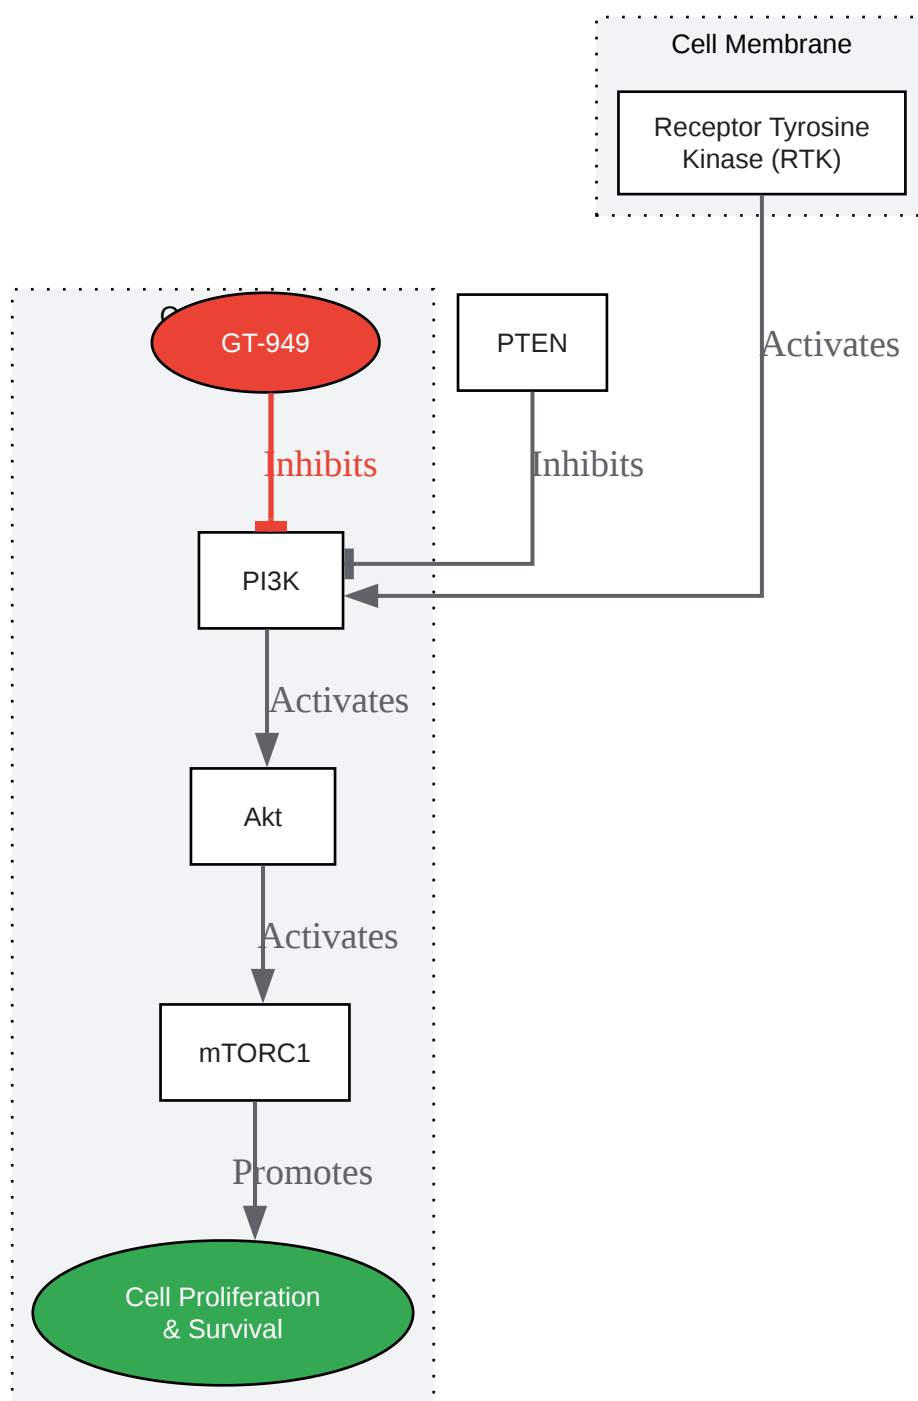 Cell Membrane
Receptor Tyrosine
Kinase (RTK)
GT-949
PTEN
Activates
Inhibits
Inhibits
PI3K
Activates
Akt
Activates
mTORC1
Promotes
Cell Proliferation
& Survival